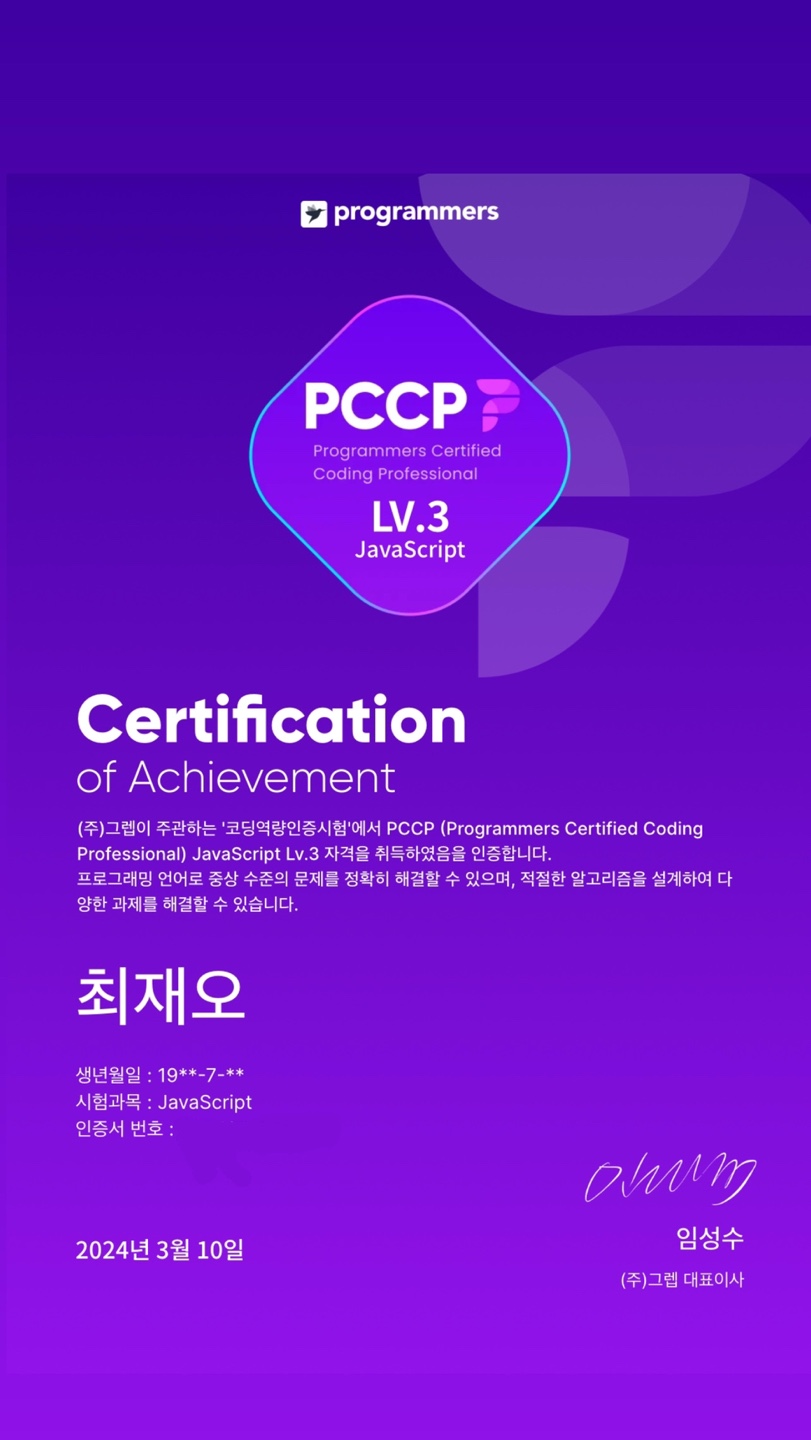 programmers
PCCP
Programmers Certified
Coding Professional
LV.3
JavaScript
Certification
of Achievement
(주)그렙이 주관하는 '코딩역량인증시험'에서 PCCP (Programmers Certified Coding
Professional) JavaScript Lv.3 자격을 취득하였음을 인증합니다.
프로그래밍 언어로 중상 수준의 문제를 정확히 해결할 수 있으며, 적절한 알고리즘을 설계하여 다
양한 과제를 해결할 수 있습니다.
최재오
생년월일 : 19**-7-**
시험과목 : JavaScript
인증서 번호 :
2024년 3월 10일
임성수
(주)그렙 대표이사